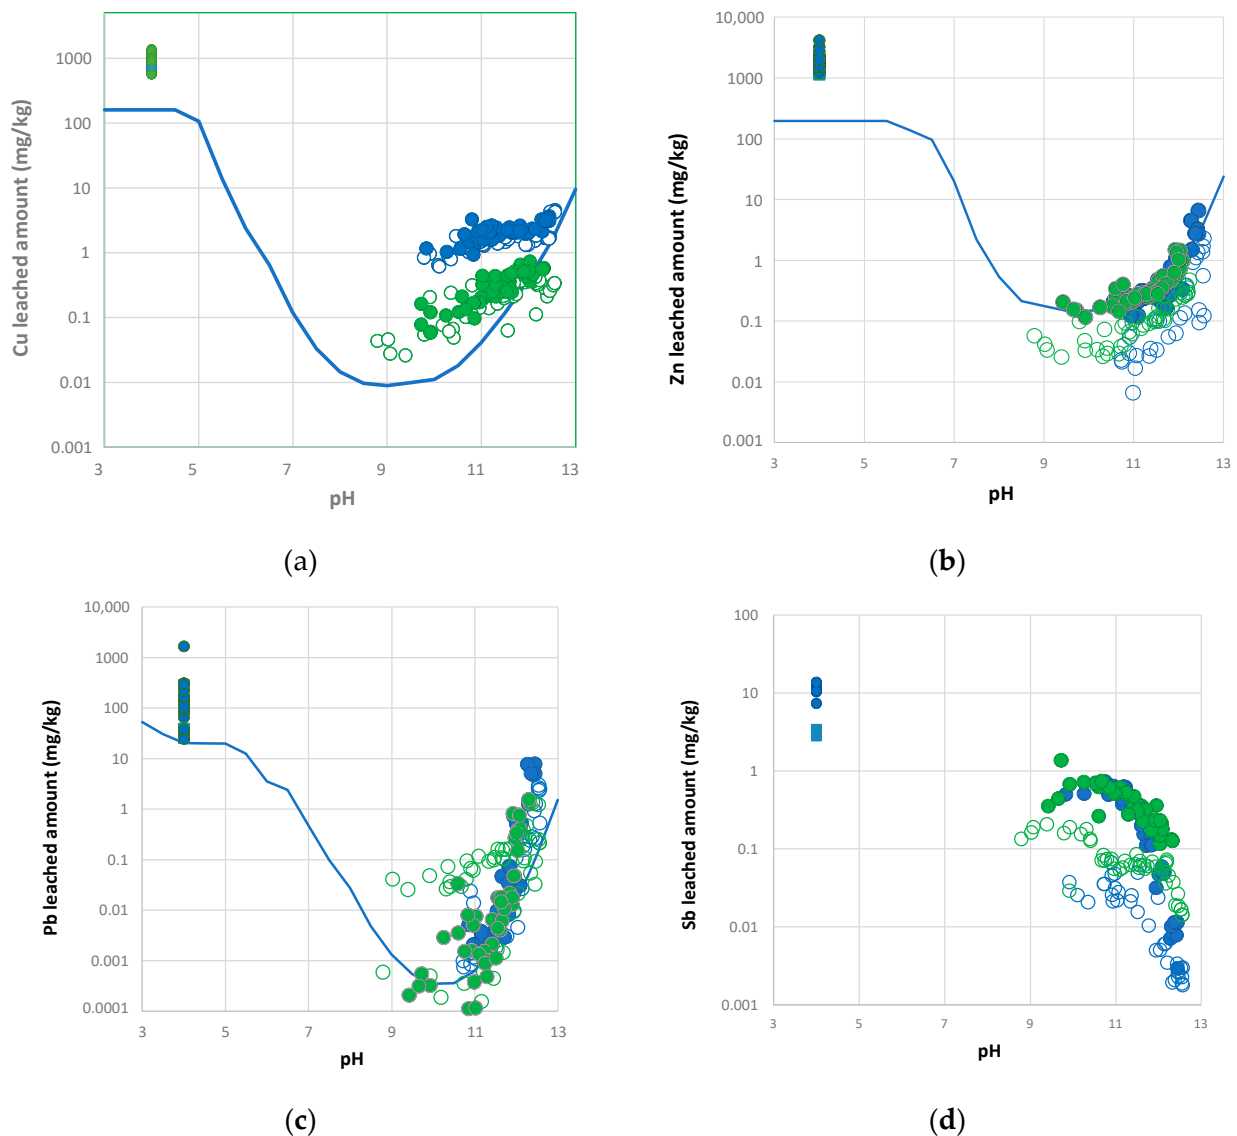 Cu leached amount (mg/kg)
1000
100
10
1
0.1
0.01
0.001
3 5 7 9 11 13
pH
(a)
Zn leached amount (mg/kg)
10,000
1000
100
10
1
0.1
0.01
0.001
3 5 7 9 11 13
pH
(b)
Pb leached amount (mg/kg)
10,000
1000
100
10
1
0.1
0.01
0.001
0.0001
3 5 7 9 11 13
pH
(c)
Sb leached amount (mg/kg)
100
10
1
0.1
0.01
0.001
3 5 7 9 11 13
pH
(d)